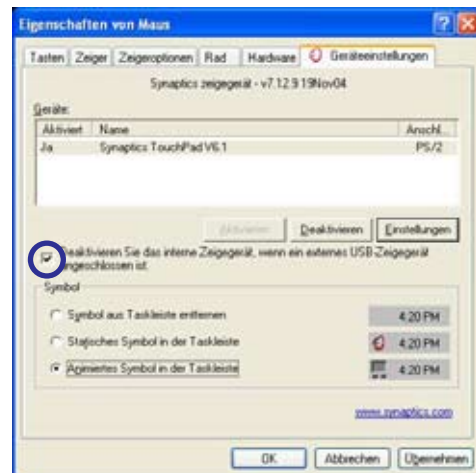 Eigenschaften von Maus
Tasten Zeiger Zeigeroptionen Rad Hardware Geräteeinstellungen
Synaptics zeigegerät - v7.12.9 19Nov04
Geräte:
Aktiviert Name Anschl...
Ja Synaptics TouchPad V6.1 PS/2
Aktivieren Deaktivieren Einstellungen
Deaktivieren Sie das interne Zeigegerät, wenn ein externes USB-Zeigegerät
angeschlossen ist.
Symbol
Symbol aus Taskleiste entfernen 4:20 PM
Statisches Symbol in der Taskleiste 4:20 PM
Animiertes Symbol in der Taskleiste 4:20 PM
www.synaptics.com
OK Abbrechen Übernehmen